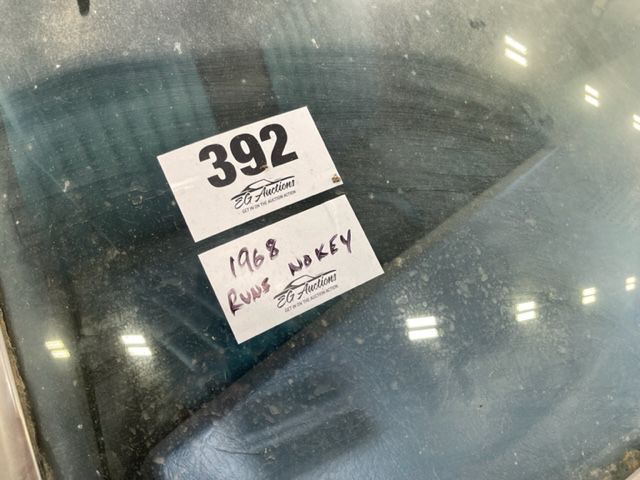 392
EG Auctions
GET IN ON THE AUCTION ACTION
1968
RUNS NO KEY
EG Auctions
GET IN ON THE AUCTION ACTION